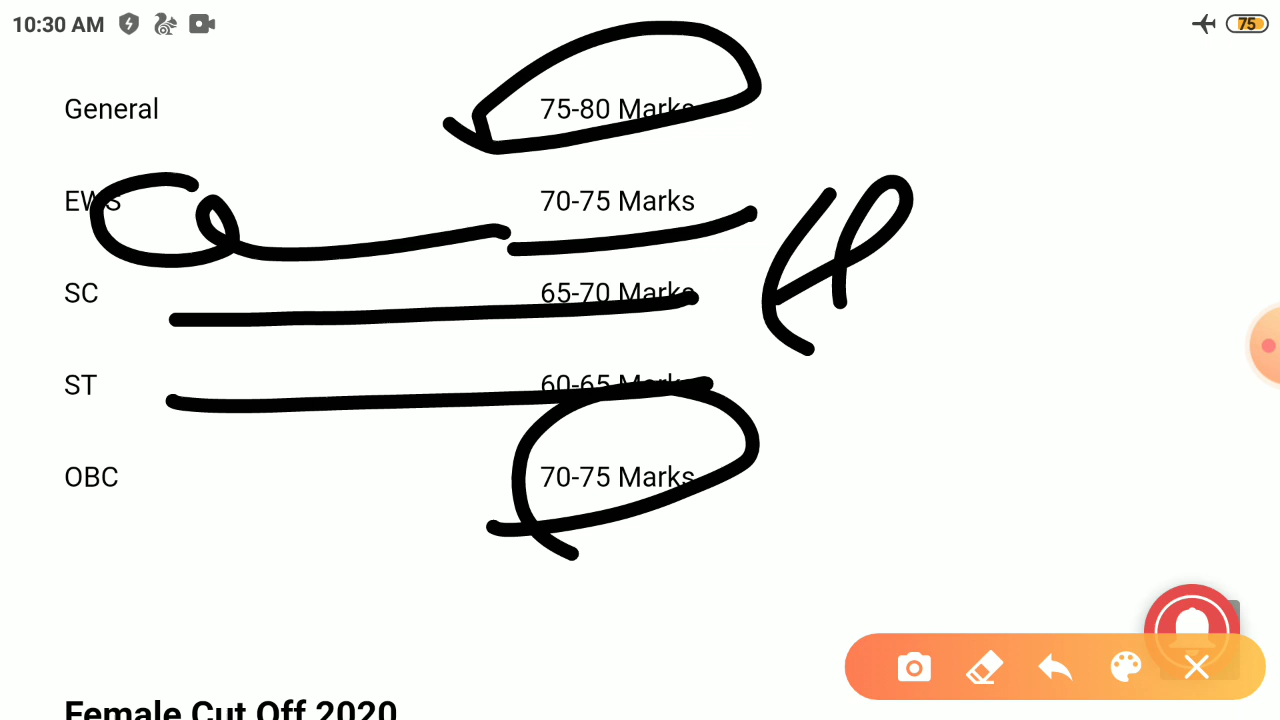 10:30 AM 75
General 75-80 Marks
EWS 70-75 Marks
SC 65-70 Marks
ST 60-65 Marks
OBC 70-75 Marks
Female Cut Off 2020